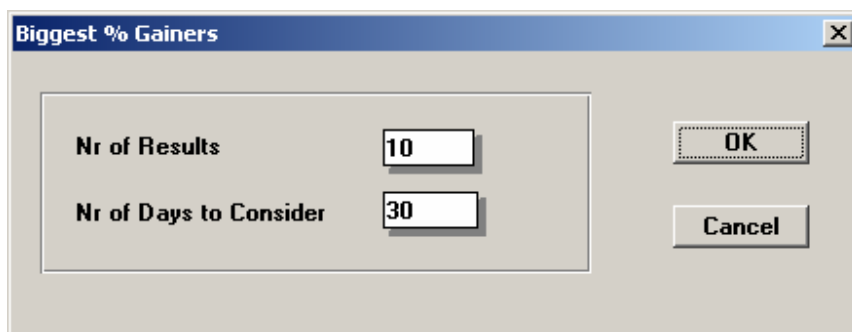 Biggest % Gainers
Nr of Results 10
OK
Nr of Days to Consider 30
Cancel